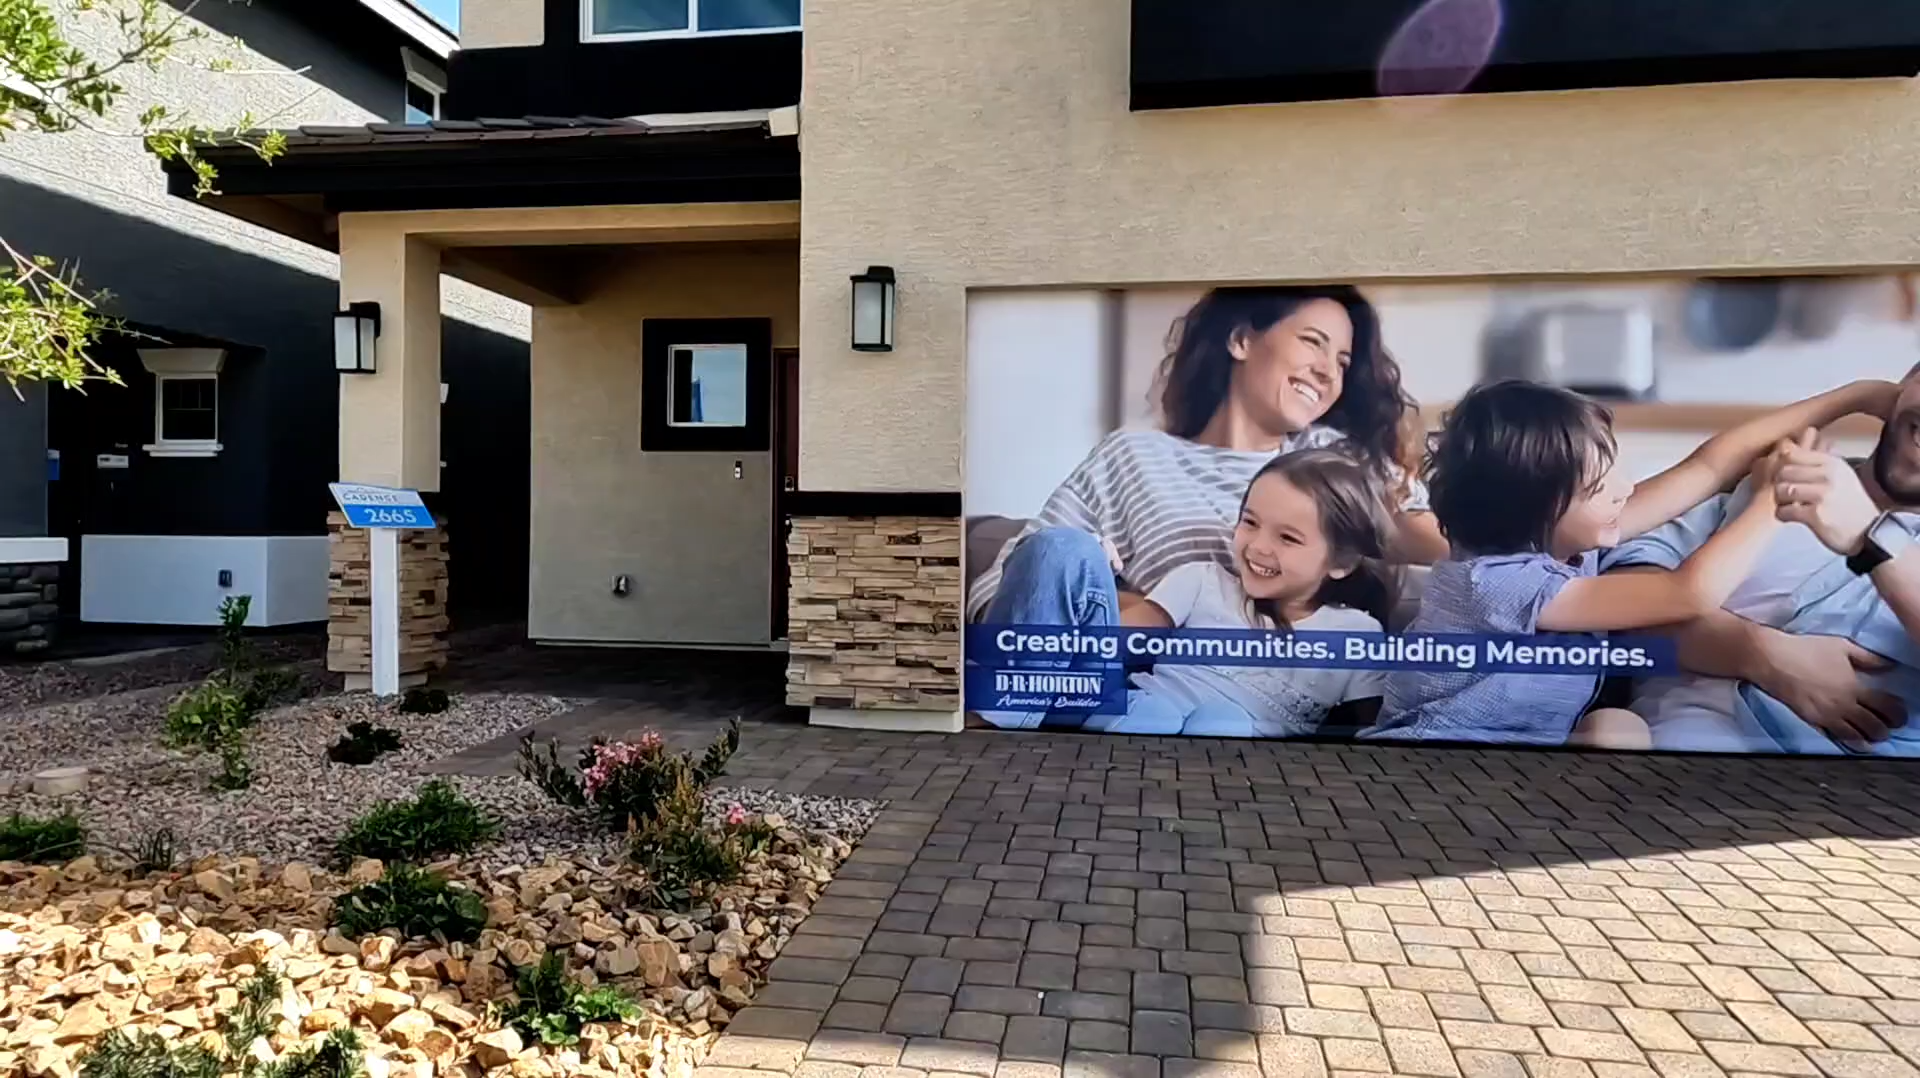 CADENCE
2665
Creating Communities. Building Memories.
D·R·HORTON
America's Builder